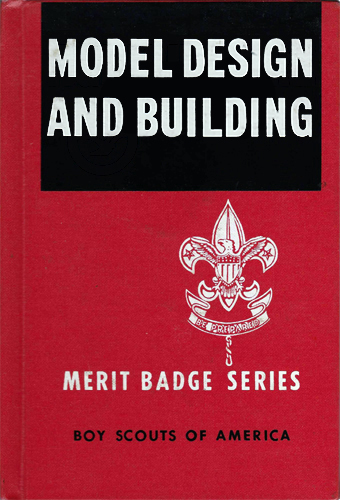 MODEL DESIGN
AND BUILDING
BE PREPARED
MERIT BADGE SERIES
BOY SCOUTS OF AMERICA